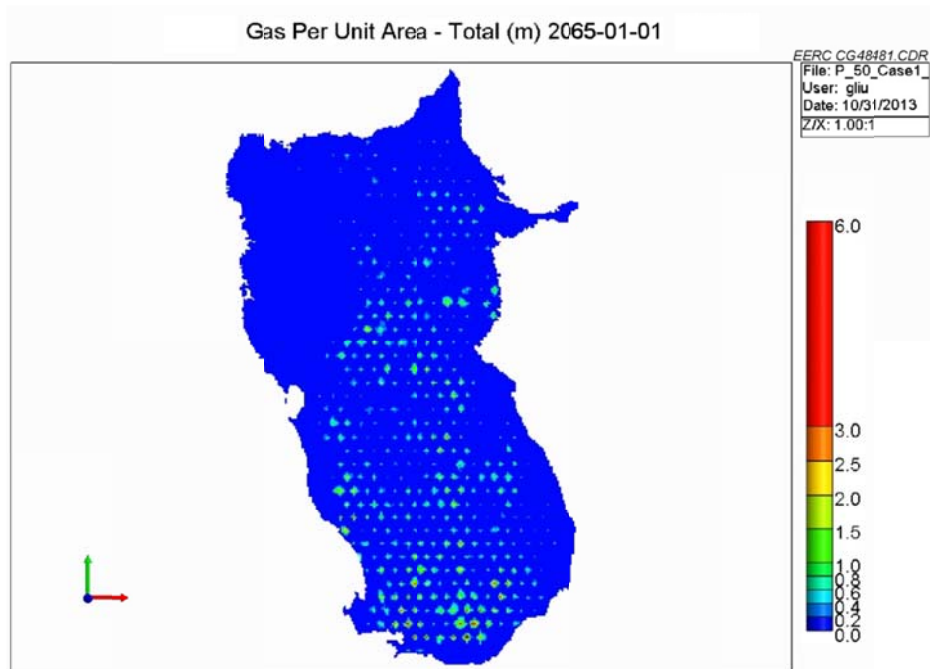 Gas Per Unit Area - Total (m) 2065-01-01
EERC CG48481.CDR
File: P_50_Case1_
User: gliu
Date: 10/31/2013
Z/X: 1.00:1
6.0
3.0
2.5
2.0
1.5
1.0
0.8
0.6
0.4
0.2
0.0